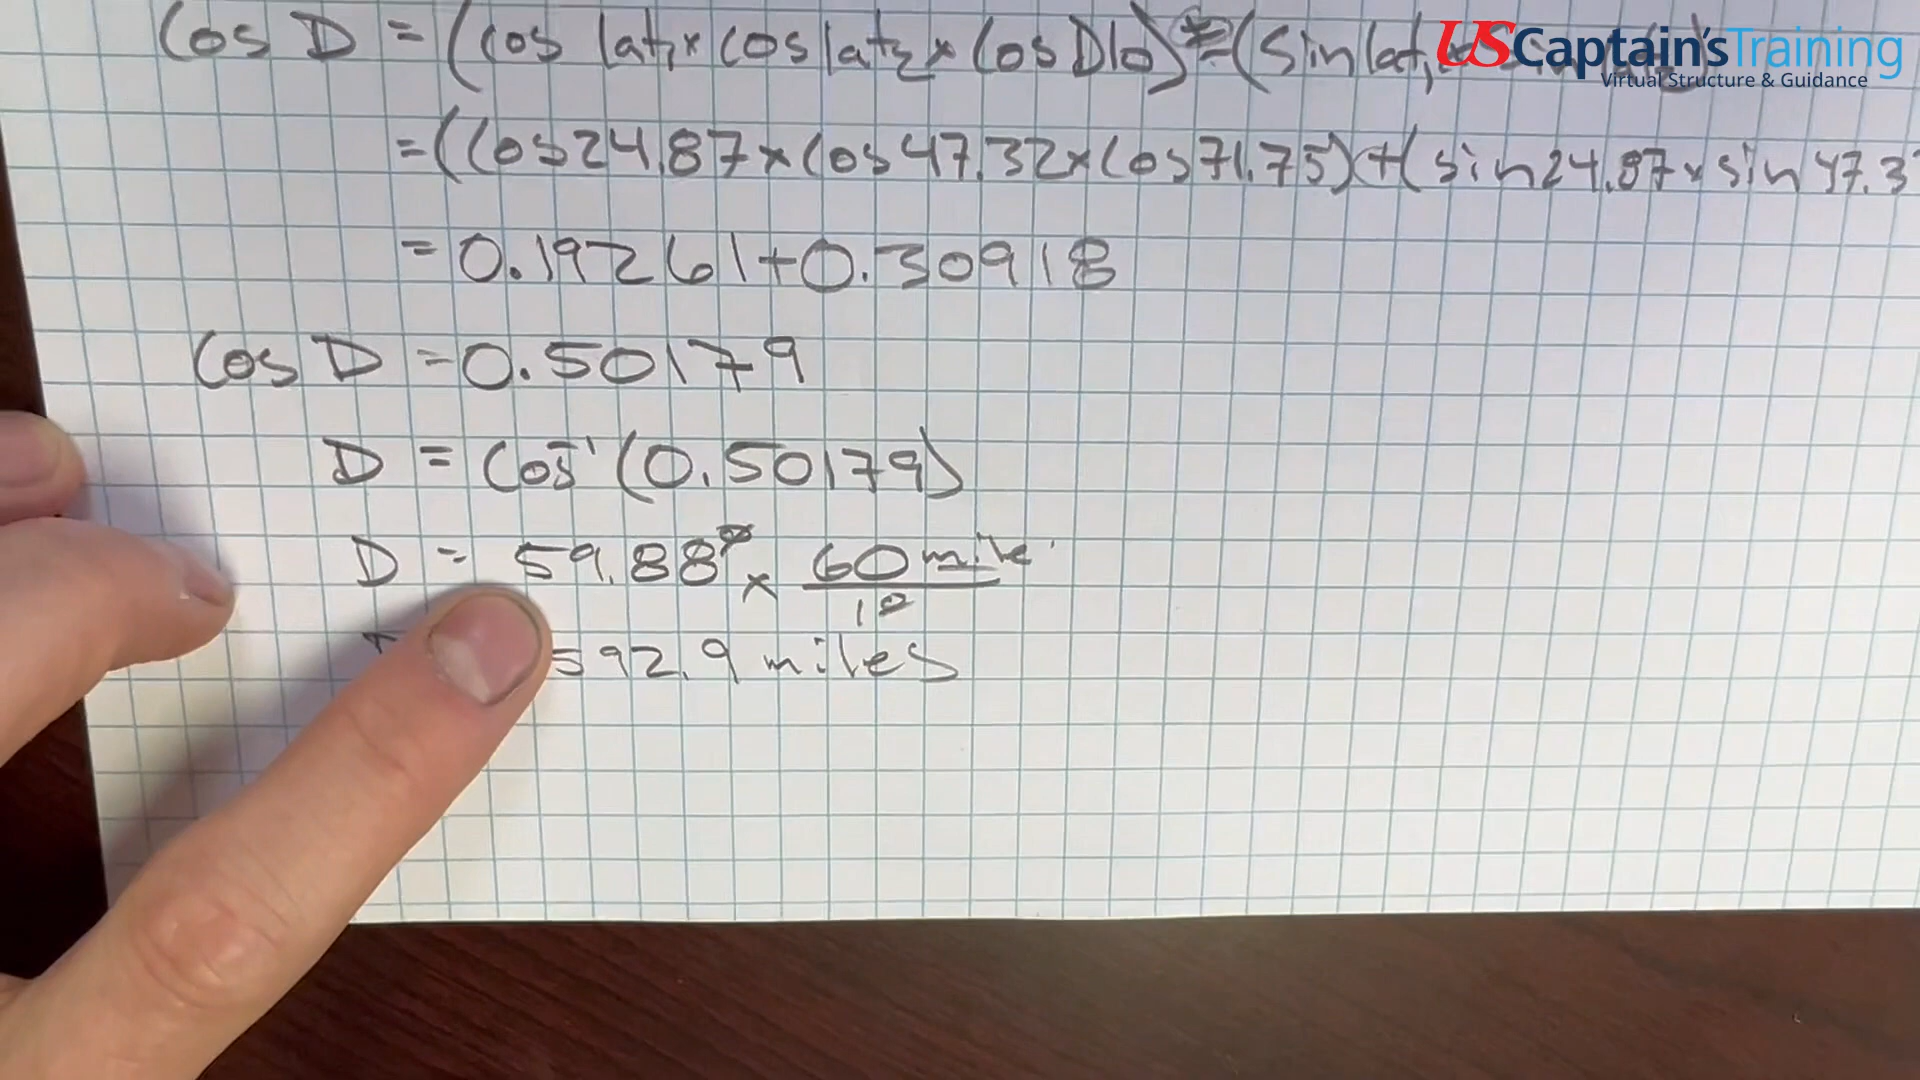 Cos D = (cos lat₁ x cos lat₂ x Cos Dlo) ± (Sin lat₁
USCaptain'sTraining
Virtual Structure & Guidance
= (Cos 24.87 x Cos 47.32 x Cos 71.75) + (sin 24.87 x sin 47.3
= 0.19261 + 0.30918
Cos D = 0.50179
D = Cos⁻¹ (0.50179)
D = 59.88° x 60 mile
1°
592.9 miles